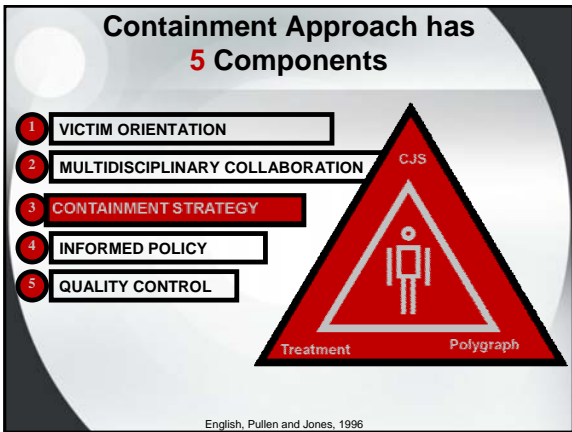 Containment Approach has
5 Components
1 VICTIM ORIENTATION
2 MULTIDISCIPLINARY COLLABORATION
3 CONTAINMENT STRATEGY
4 INFORMED POLICY
5 QUALITY CONTROL
CJS
Treatment
Polygraph
English, Pullen and Jones, 1996